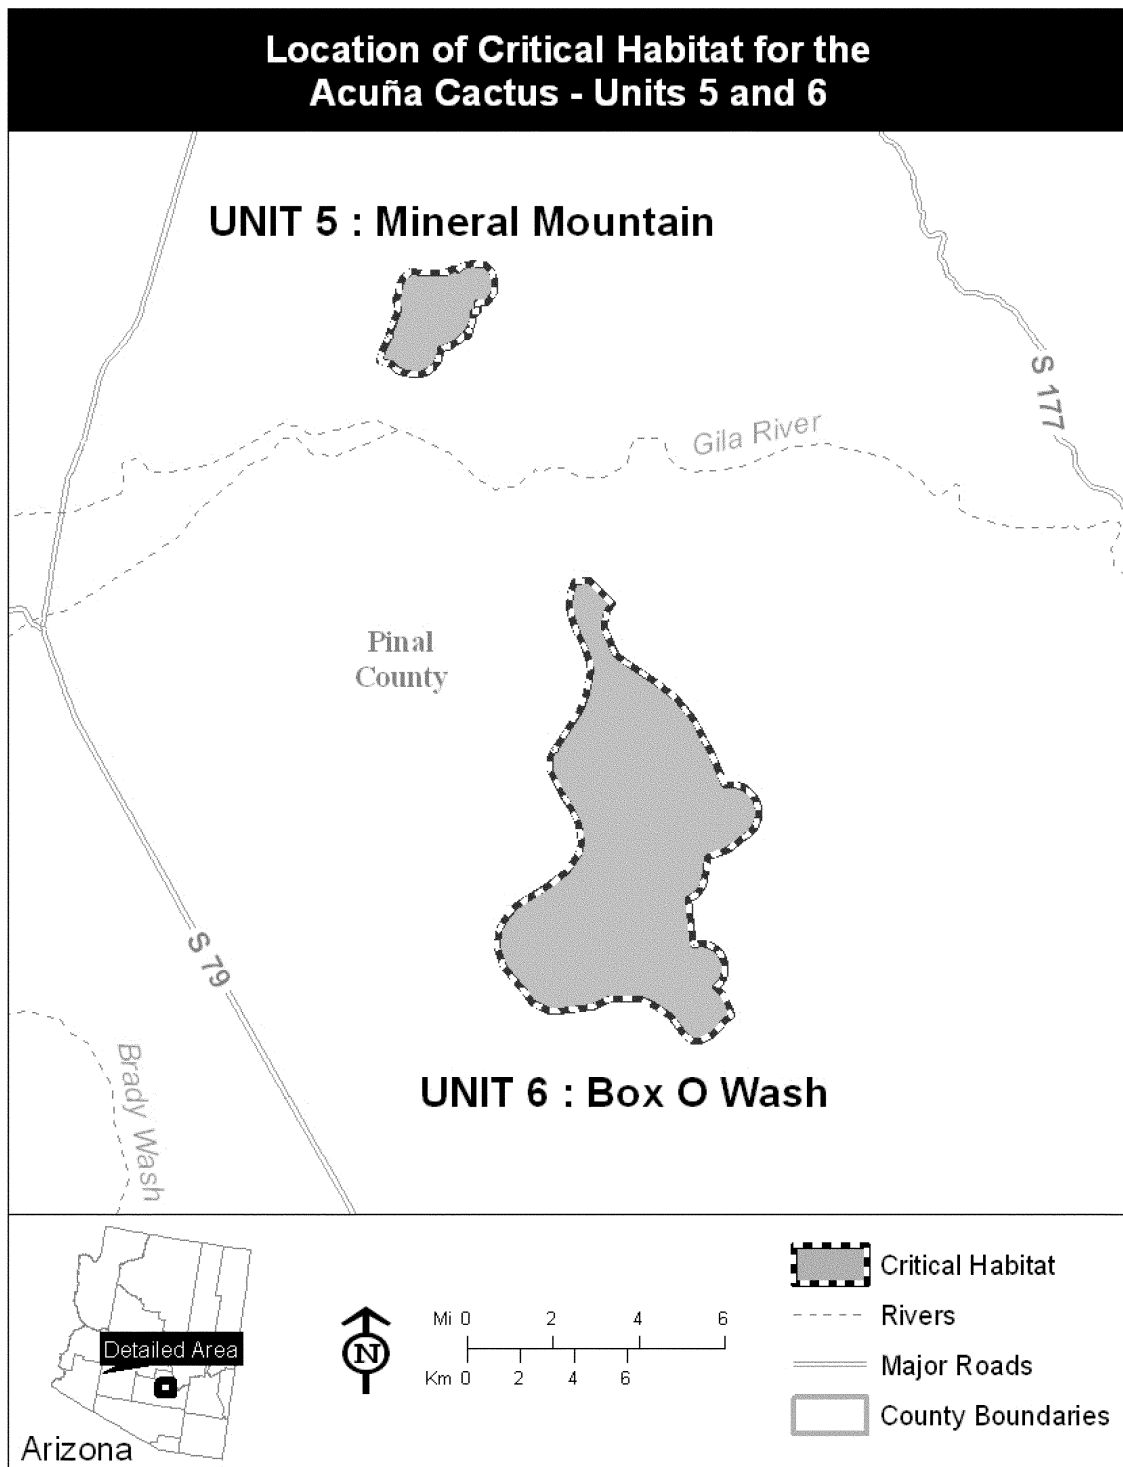 Location of Critical Habitat for the
Acuña Cactus - Units 5 and 6
UNIT 5 : Mineral Mountain
S 177
Gila River
Pinal
County
S 79
Brady Wash
UNIT 6 : Box O Wash
Detailed Area
Arizona
N
Mi 0 2 4 6
Km 0 2 4 6
Critical Habitat
Rivers
Major Roads
County Boundaries